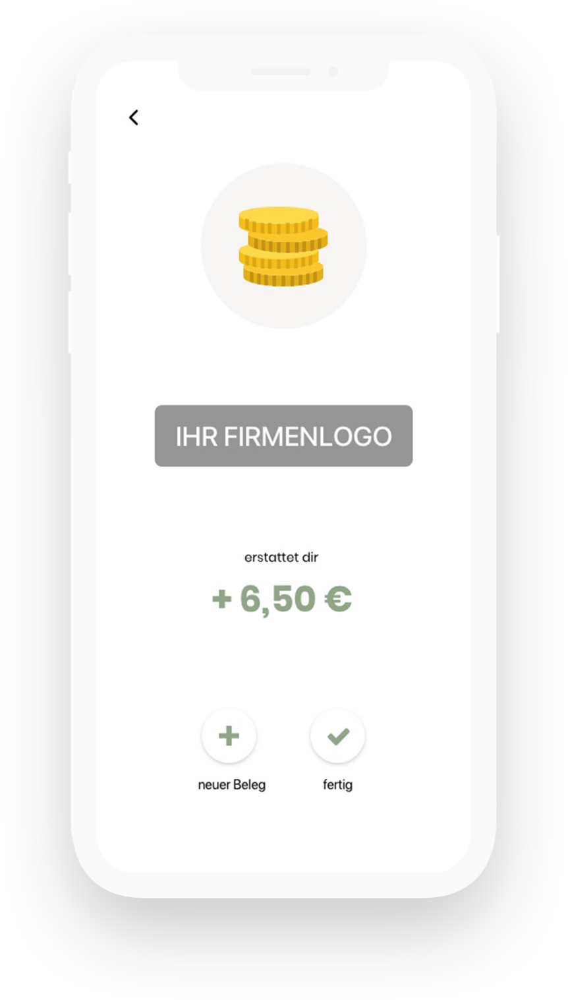 IHR FIRMENLOGO
erstattet dir
+ 6,50 €
neuer Beleg
fertig